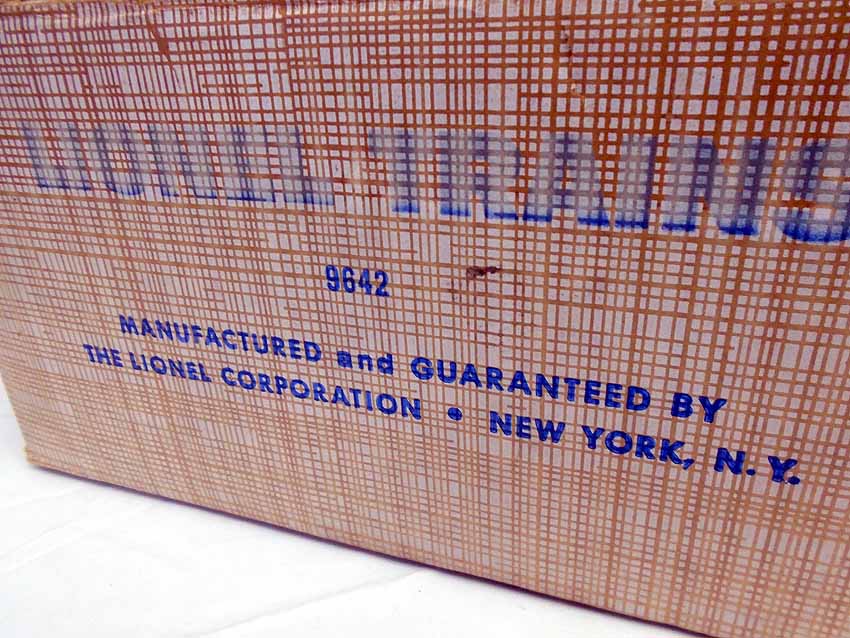 LIONEL TRAINS
9642
MANUFACTURED and GUARANTEED BY
THE LIONEL CORPORATION • NEW YORK, N. Y.